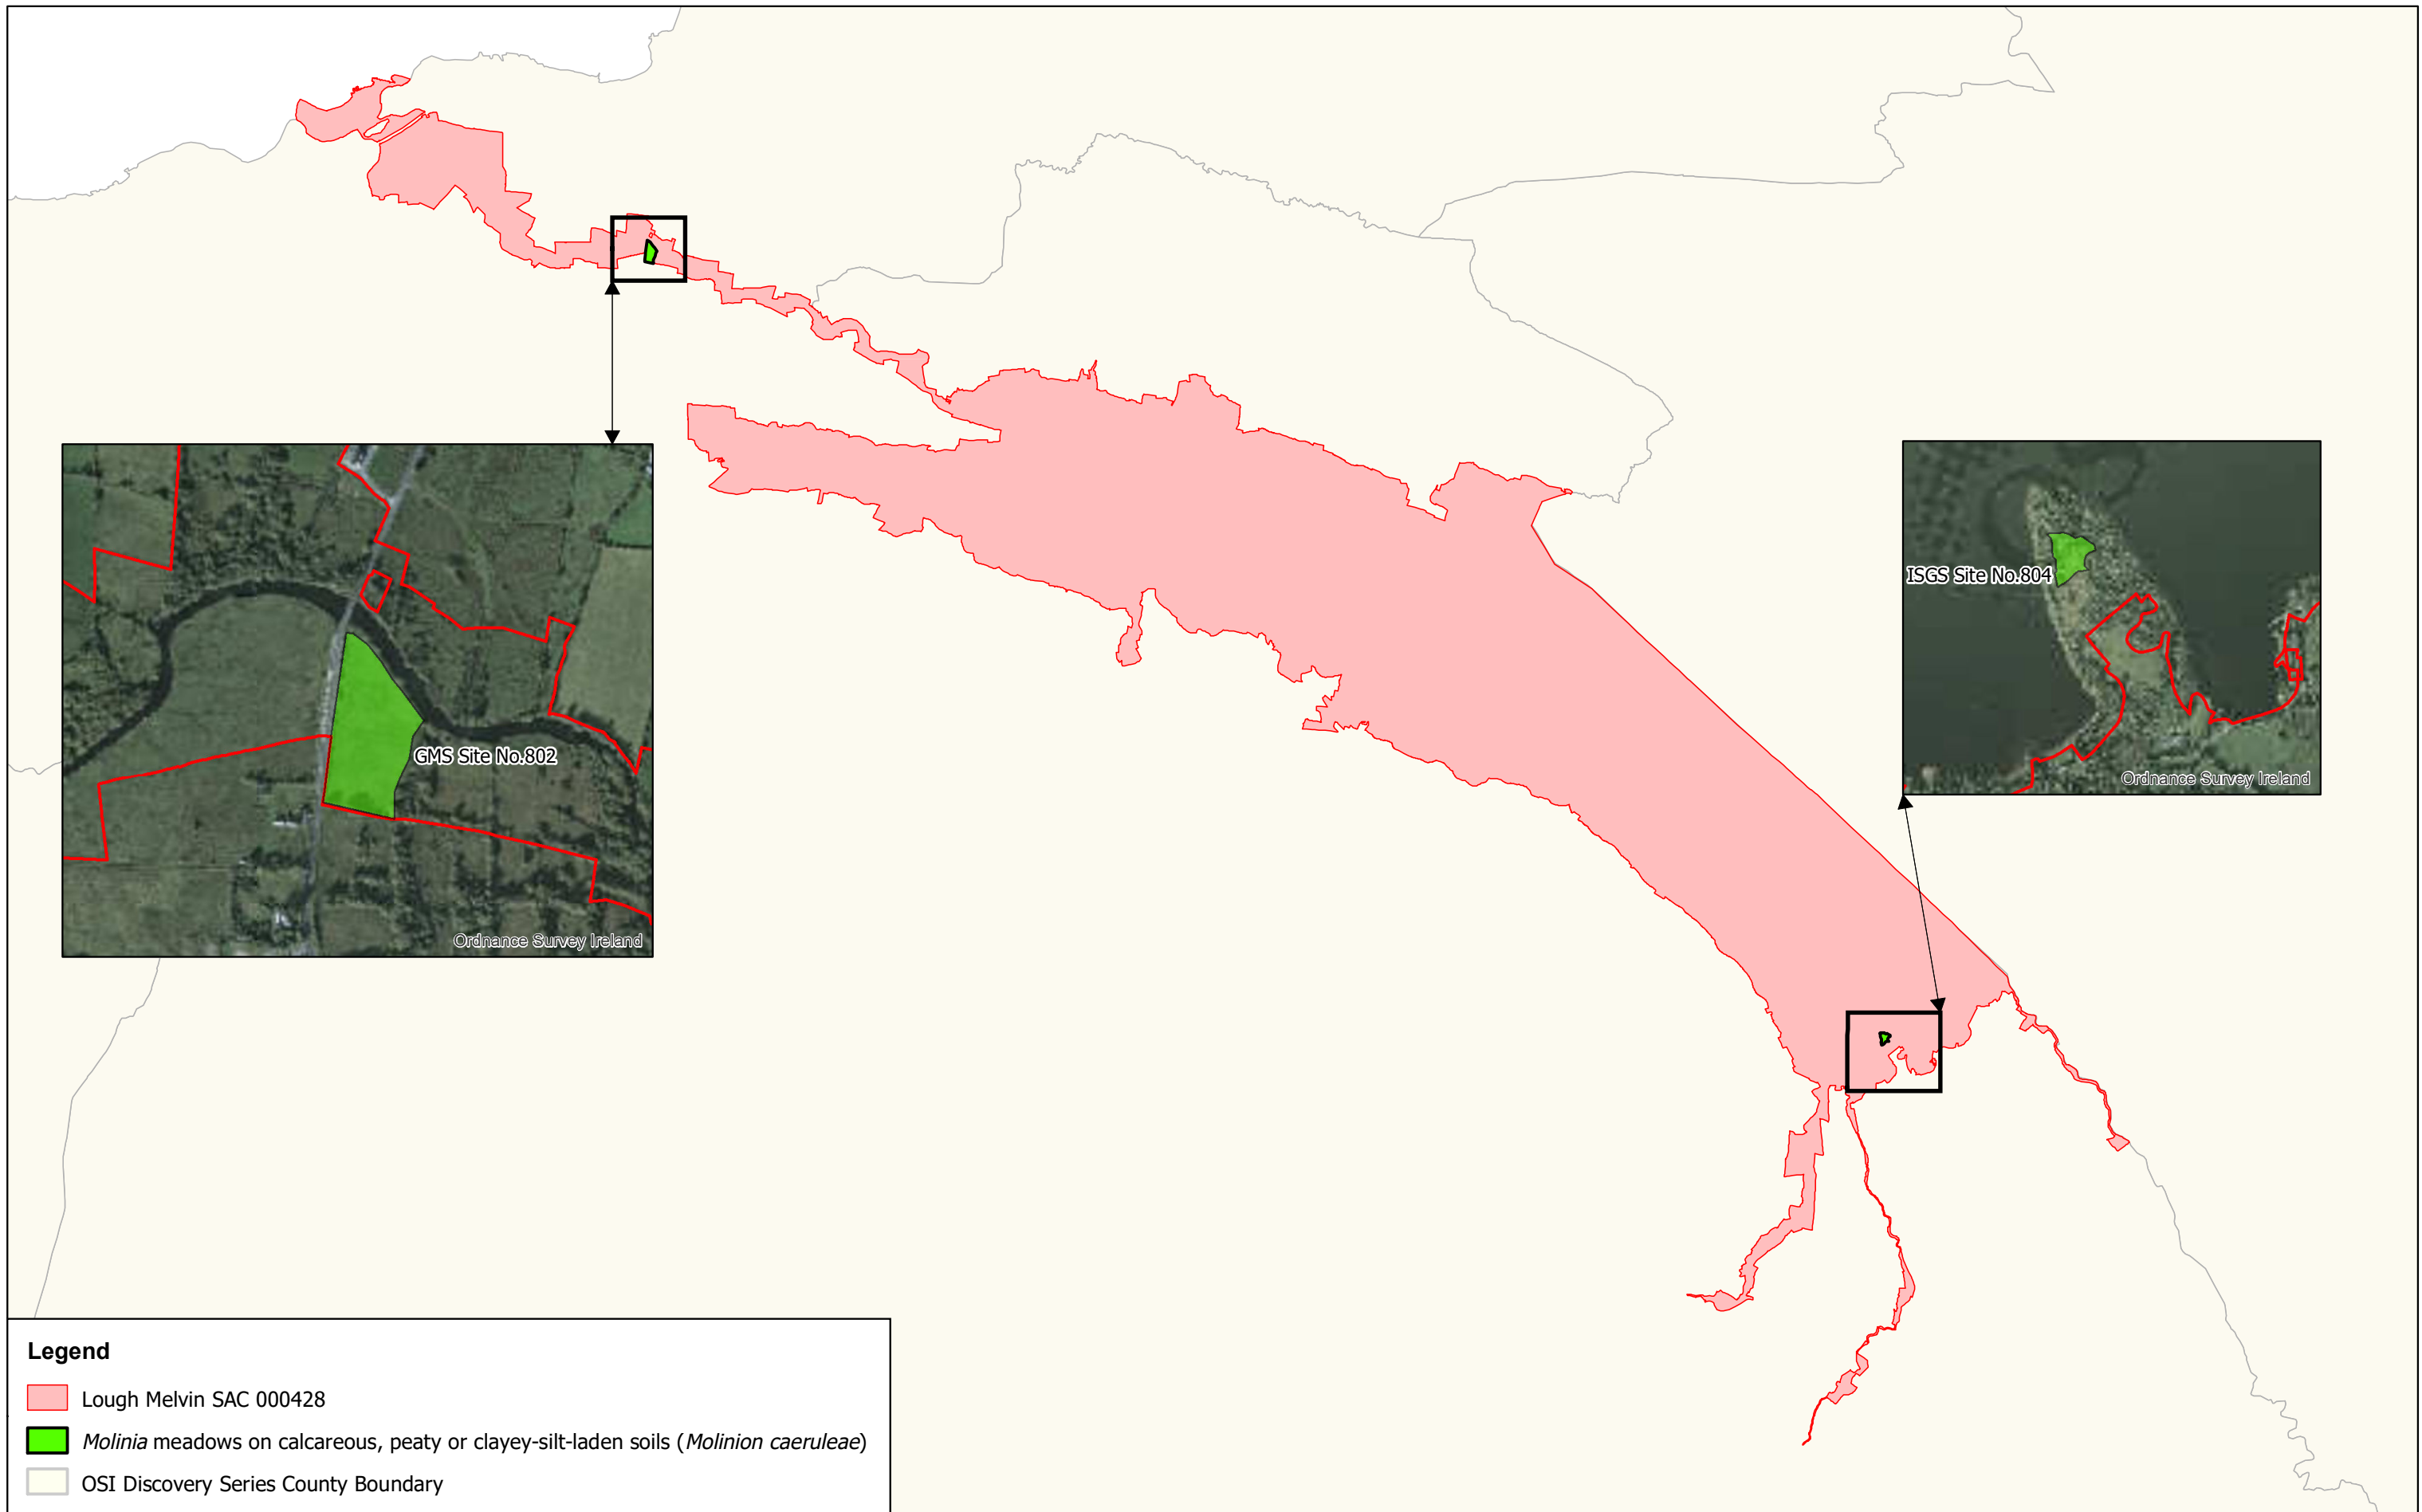 GMS Site No.802
Ordnance Survey Ireland
ISGS Site No.804
Ordnance Survey Ireland
Legend
Lough Melvin SAC 000428
Molinia meadows on calcareous, peaty or clayey-silt-laden soils (Molinion caeruleae)
OSI Discovery Series County Boundary